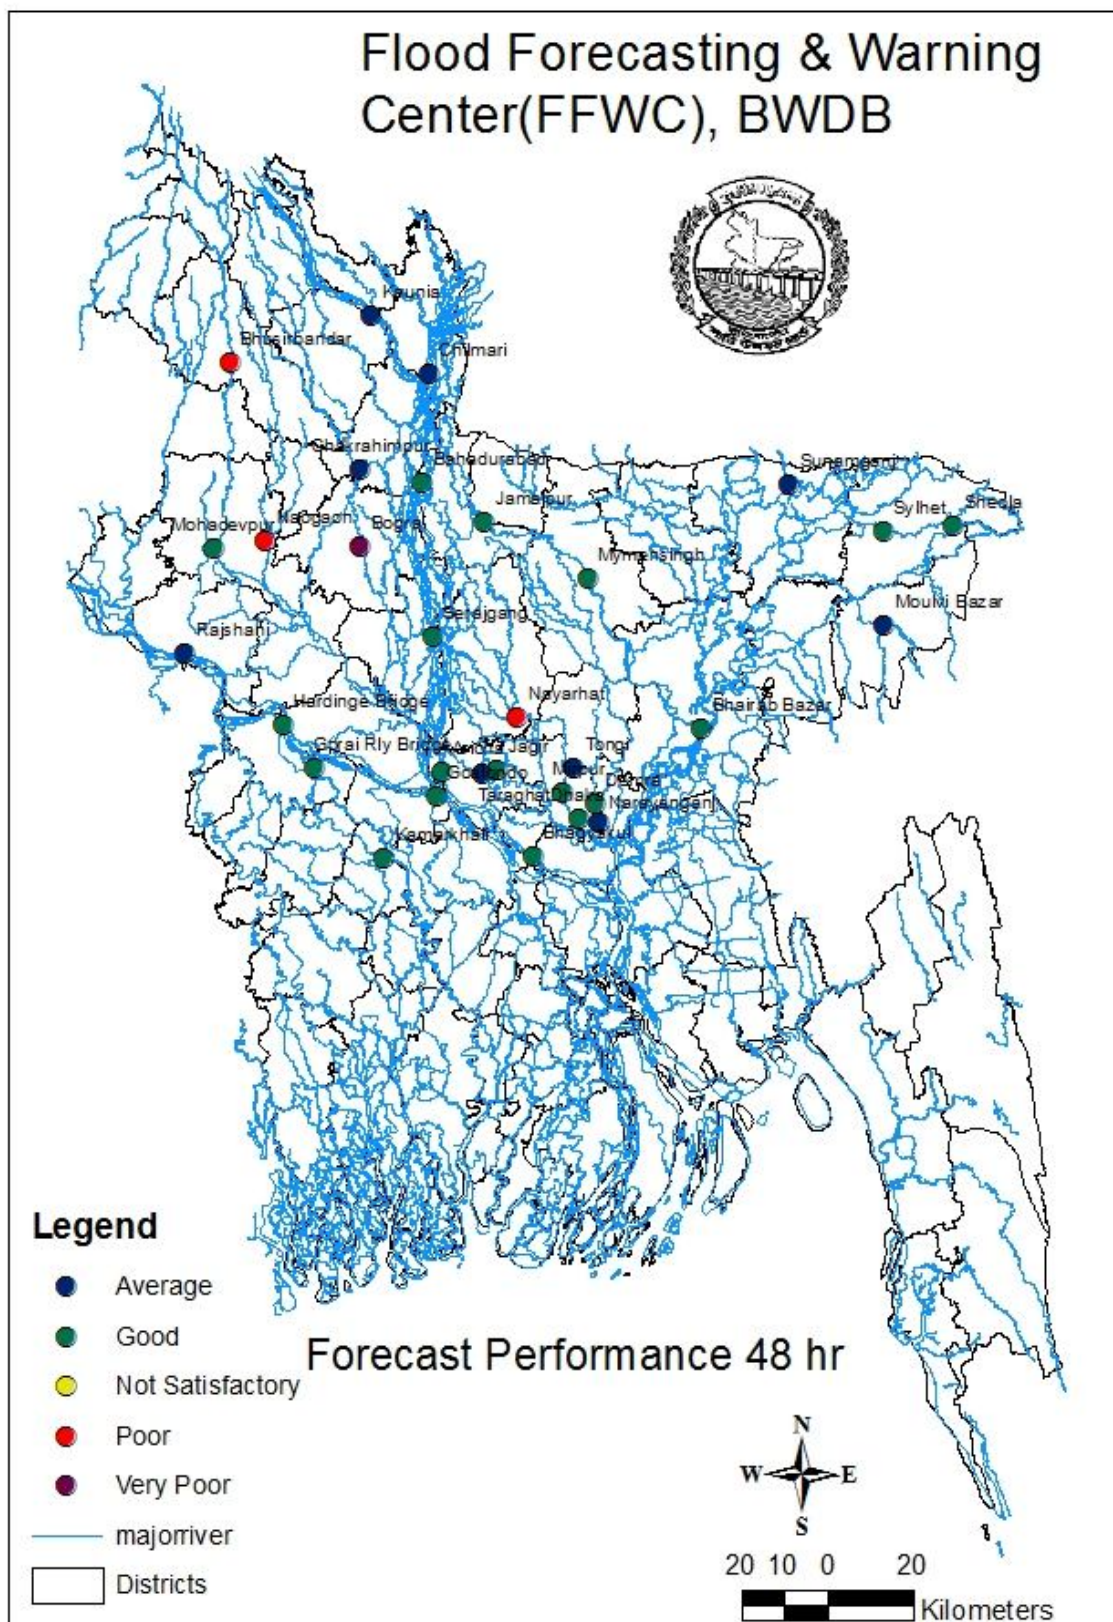 Flood Forecasting & Warning
Center(FFWC), BWDB
Kaunia
Bhusirbandar
Chilmari
Chakrahimpur
Bahadurabad
Sunamganj
Jamalpur
Sylhet
Sheola
Mohadevpur
Naogaon
Bogra
Mymensingh
Moulvi Bazar
Serajganj
Rajshahi
Nayarhat
Hardinge Bridge
Bhairab Bazar
Gorai Rly Bridge
Jagir
Tongi
Goalondo
Mirpur
Demra
Taraghat
Dhaka
Narayanganj
Kamarkhali
Bhagyakul
Legend
Average
Good
Not Satisfactory
Poor
Very Poor
majorriver
Districts
Forecast Performance 48 hr
N
W
E
S
20 10 0 20
Kilometers